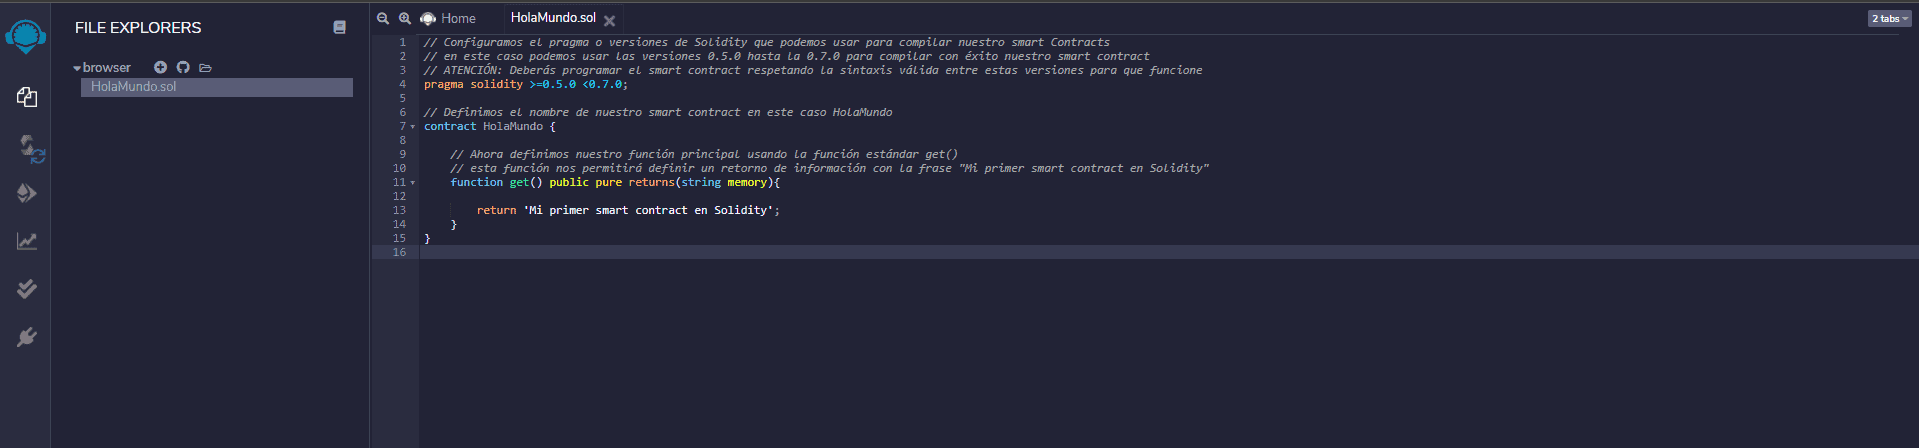 FILE EXPLORERS
browser
HolaMundo.sol
Home
HolaMundo.sol
2 tabs
1 // Configuramos el pragma o versiones de Solidity que podemos usar para compilar nuestro smart Contracts
2 // en este caso podemos usar las versiones 0.5.0 hasta la 0.7.0 para compilar con éxito nuestro smart contract
3 // ATENCIÓN: Deberás programar el smart contract respetando la sintaxis válida entre estas versiones para que funcione
4 pragma solidity >=0.5.0 <0.7.0;
5
6 // Definimos el nombre de nuestro smart contract en este caso HolaMundo
7 contract HolaMundo {
8
9 // Ahora definimos nuestro función principal usando la función estándar get()
10 // esta función nos permitirá definir un retorno de información con la frase "Mi primer smart contract en Solidity"
11 function get() public pure returns(string memory){
12
13 return 'Mi primer smart contract en Solidity';
14 }
15 }
16